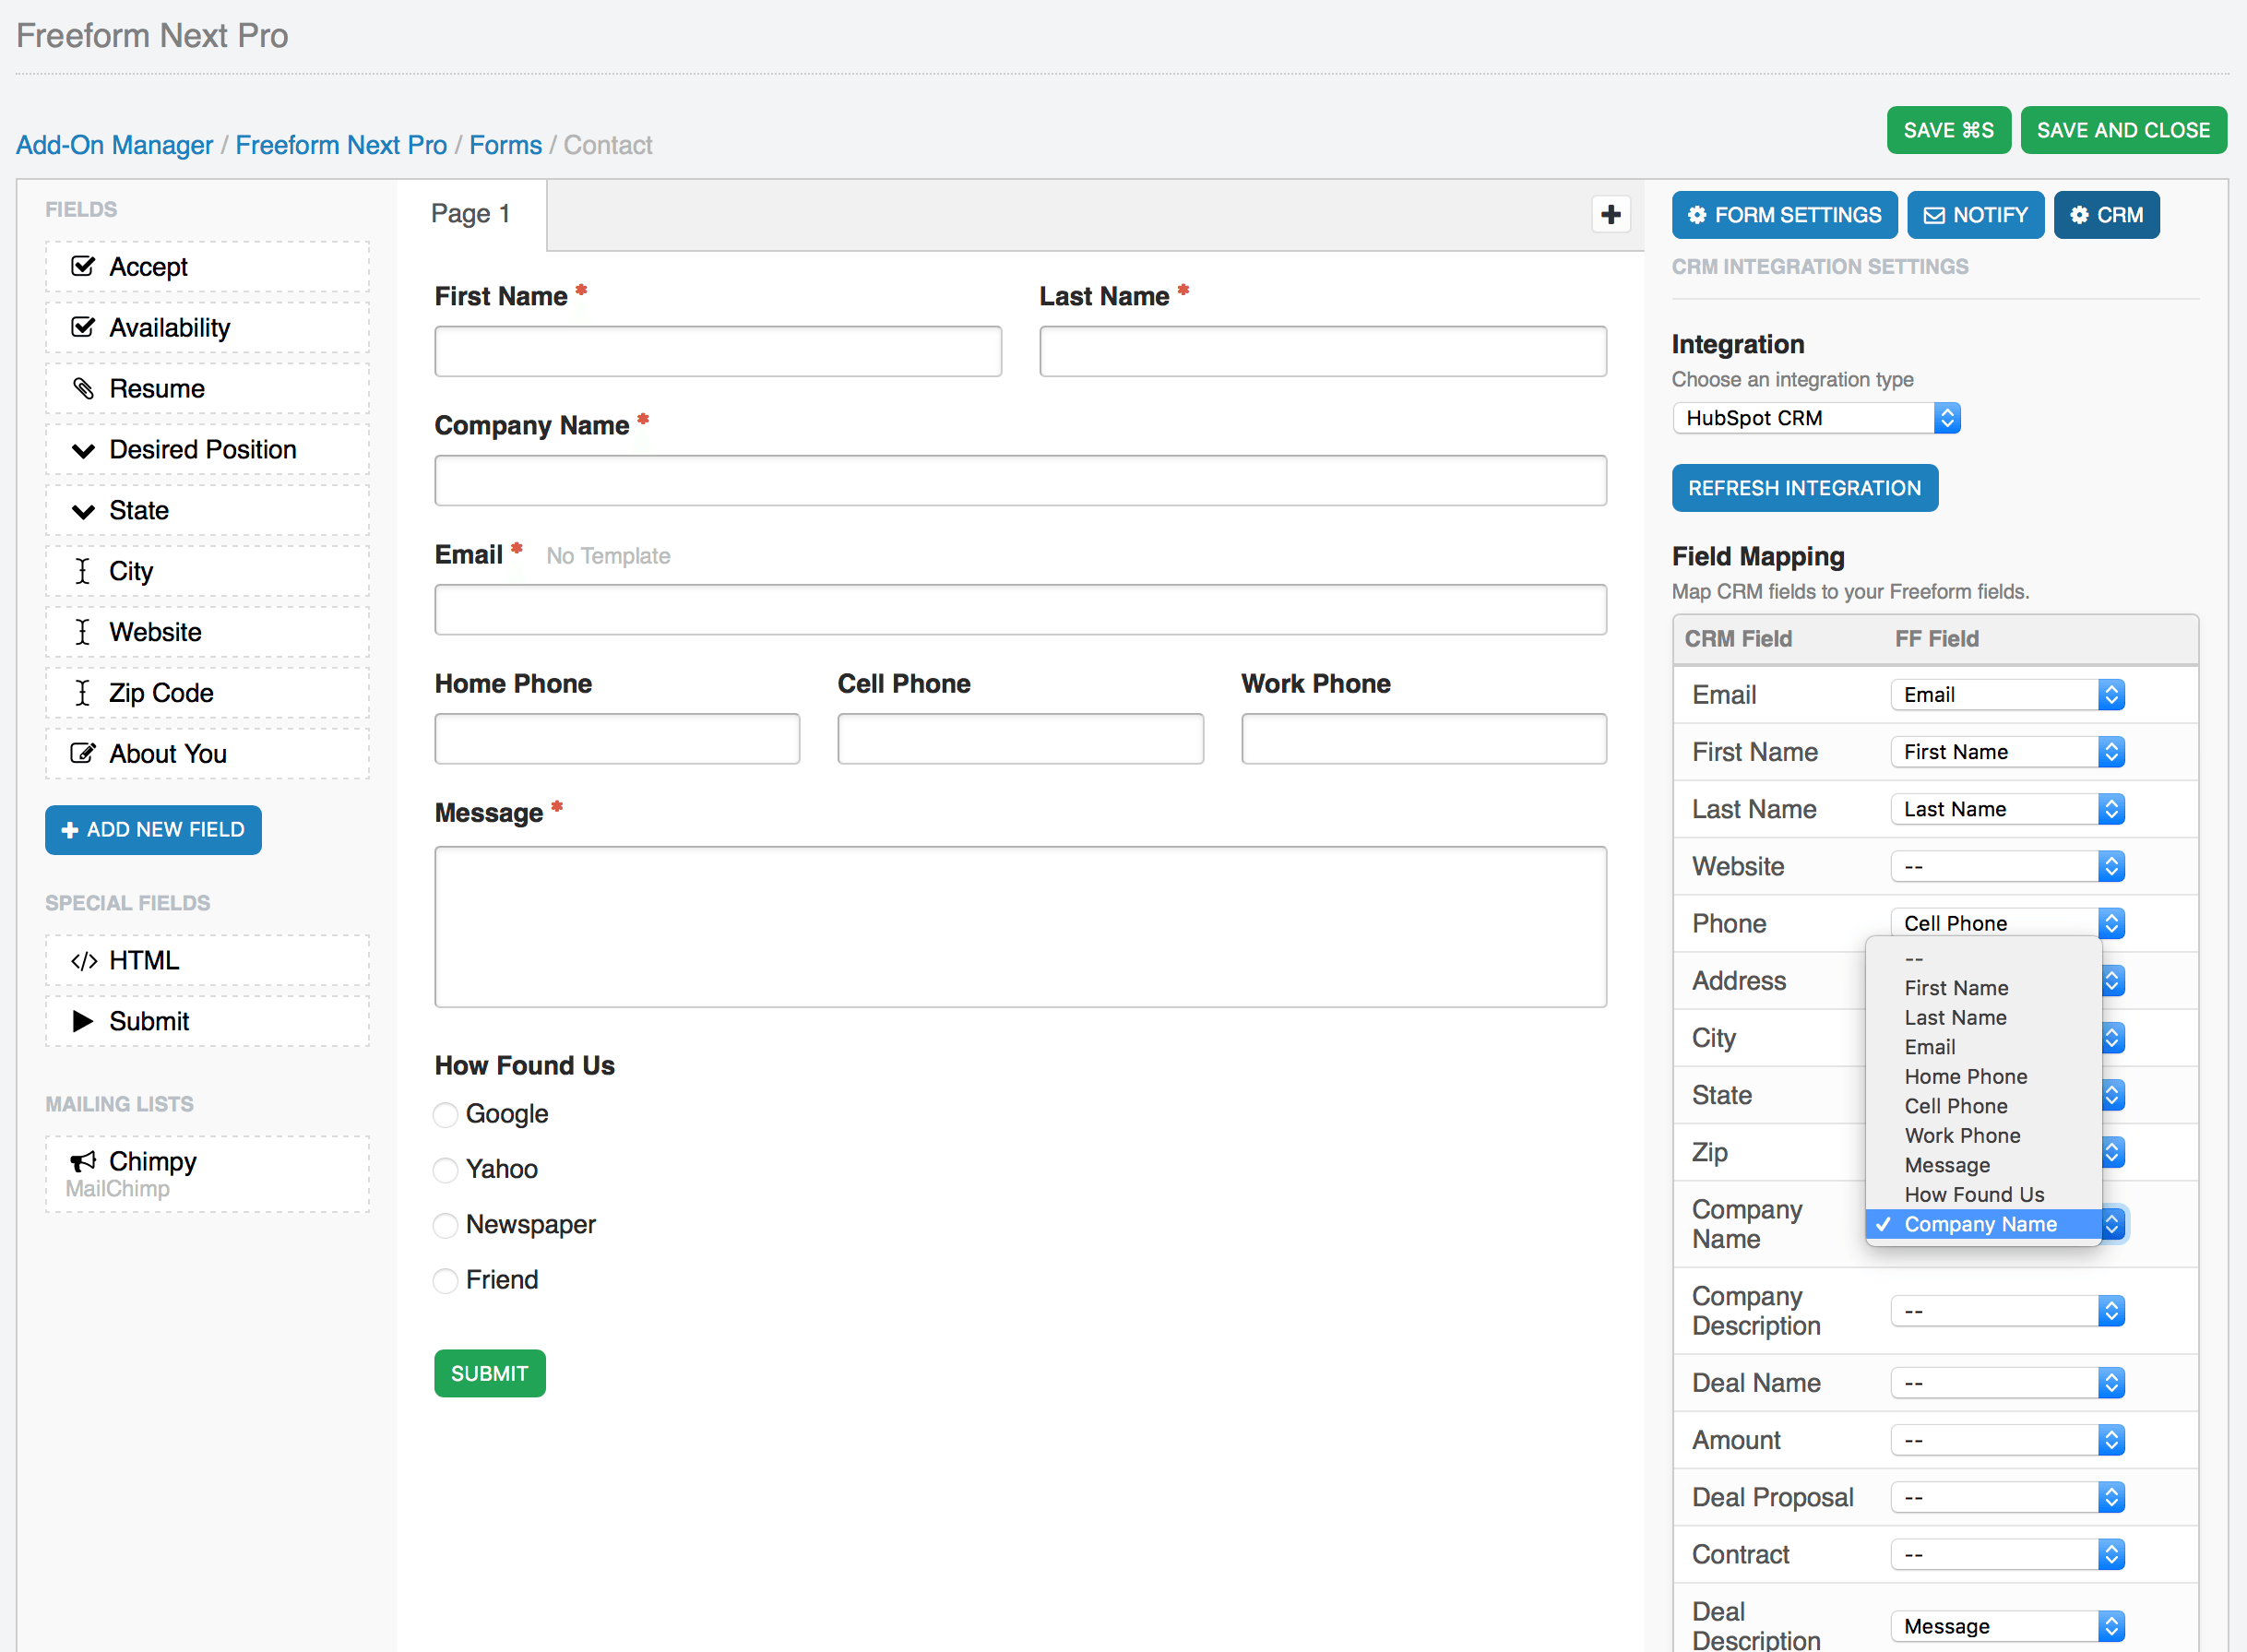 Freeform Next Pro
Add-On Manager / Freeform Next Pro / Forms / Contact
SAVE ⌘S
SAVE AND CLOSE
FIELDS
Accept
Availability
Resume
Desired Position
State
City
Website
Zip Code
About You
ADD NEW FIELD
SPECIAL FIELDS
HTML
Submit
MAILING LISTS
Chimpy
MailChimp
Page 1
First Name *
Last Name *
Company Name *
Email * No Template
Home Phone
Cell Phone
Work Phone
Message *
How Found Us
Google
Yahoo
Newspaper
Friend
SUBMIT
FORM SETTINGS
NOTIFY
CRM
CRM INTEGRATION SETTINGS
Integration
Choose an integration type
HubSpot CRM
REFRESH INTEGRATION
Field Mapping
Map CRM fields to your Freeform fields.
CRM Field FF Field
Email Email
First Name First Name
Last Name Last Name
Website --
Phone Cell Phone
Address
City
State
Zip
Company
Name
--
First Name
Last Name
Email
Home Phone
Cell Phone
Work Phone
Message
How Found Us
✓ Company Name
Company
Description --
Deal Name --
Amount --
Deal Proposal --
Contract --
Deal
Description Message